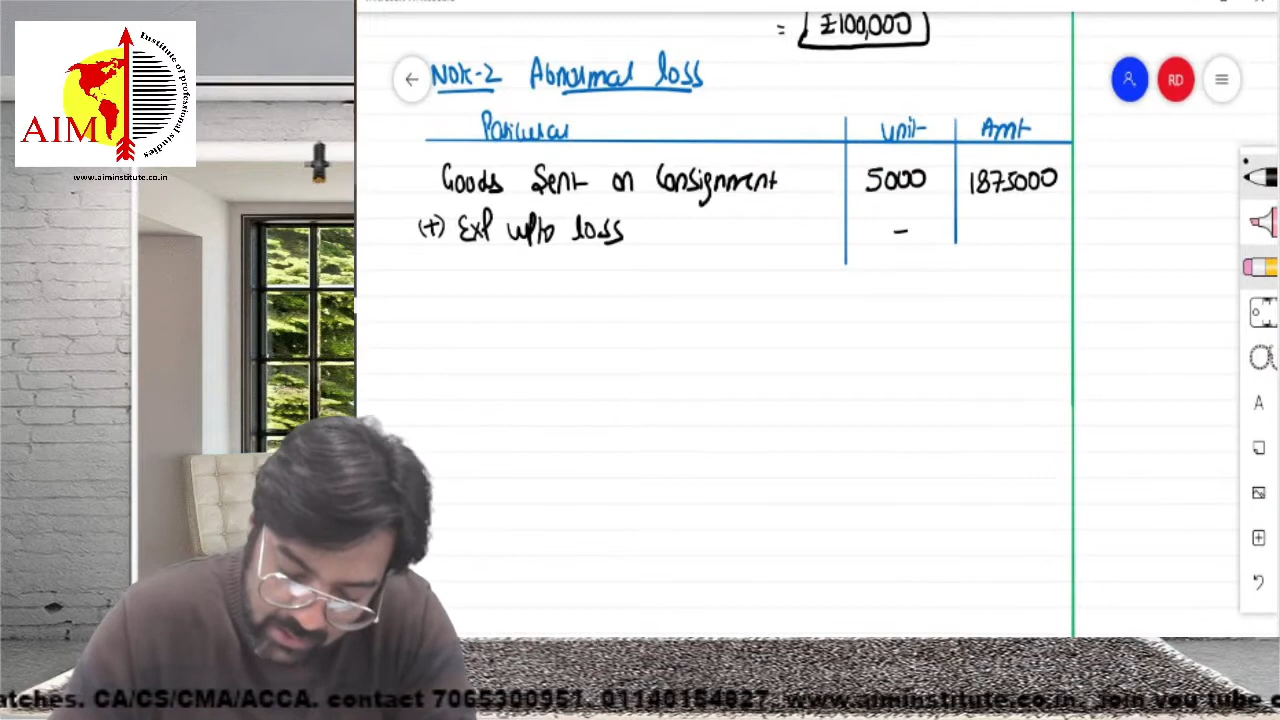 = ₹100,000
Note-2 Abnormal loss
Particular Unit Amt
Goods Sent on Consignment 5000 1875000
(+) Exp upto loss -
AIM
Institute of professional studies
www.aiminstitute.co.in
RD
A
atches. CA/CS/CMA/ACCA. contact 7065300951, 01140154827, www.aiminstitute.co.in. Join you tube c